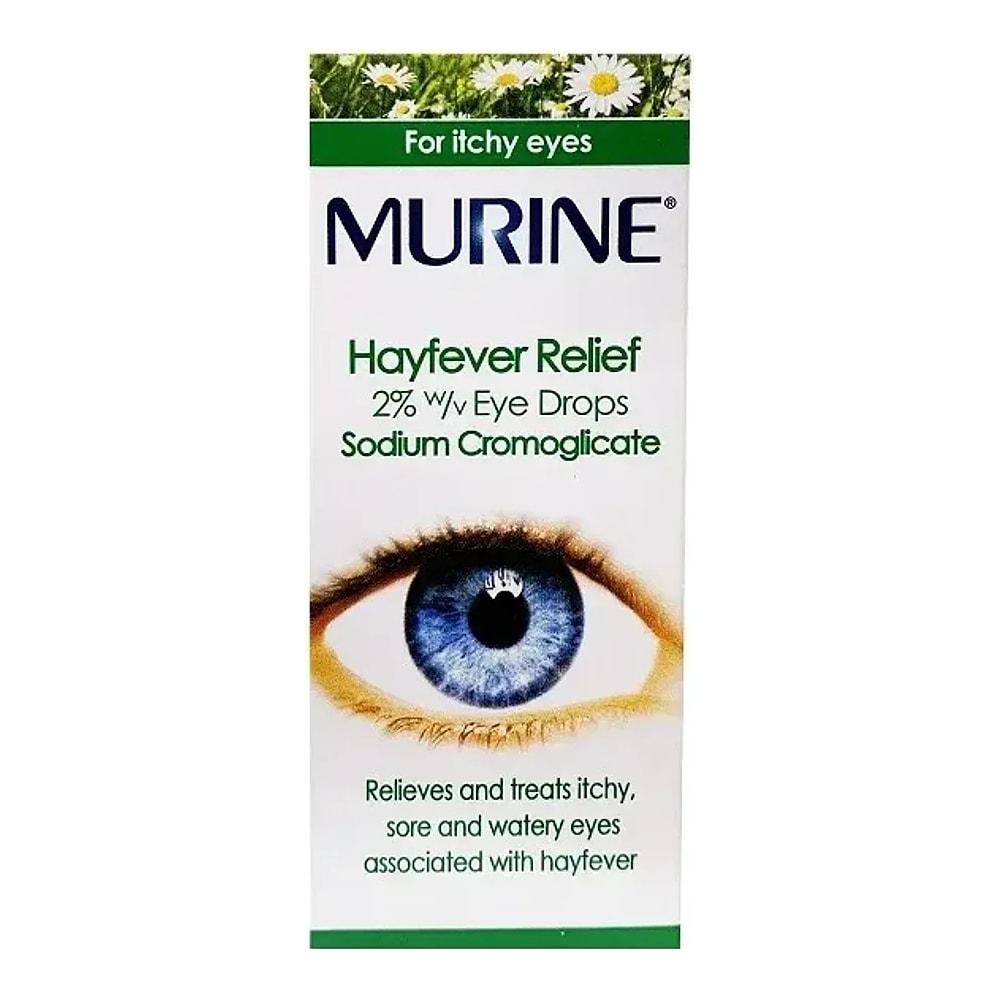 For itchy eyes
MURINE®
Hayfever Relief
2% w/v Eye Drops
Sodium Cromoglicate
Relieves and treats itchy,
sore and watery eyes
associated with hayfever